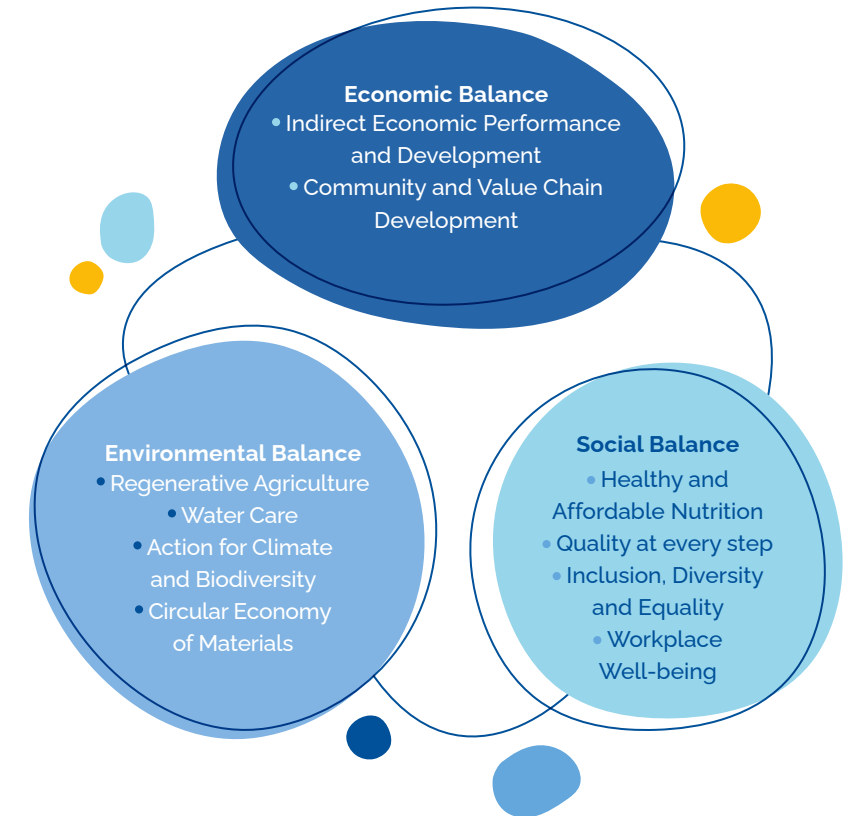 Economic Balance
• Indirect Economic Performance
and Development
• Community and Value Chain
Development
Environmental Balance
• Regenerative Agriculture
• Water Care
• Action for Climate
and Biodiversity
• Circular Economy
of Materials
Social Balance
• Healthy and
Affordable Nutrition
• Quality at every step
• Inclusion, Diversity
and Equality
• Workplace
Well-being